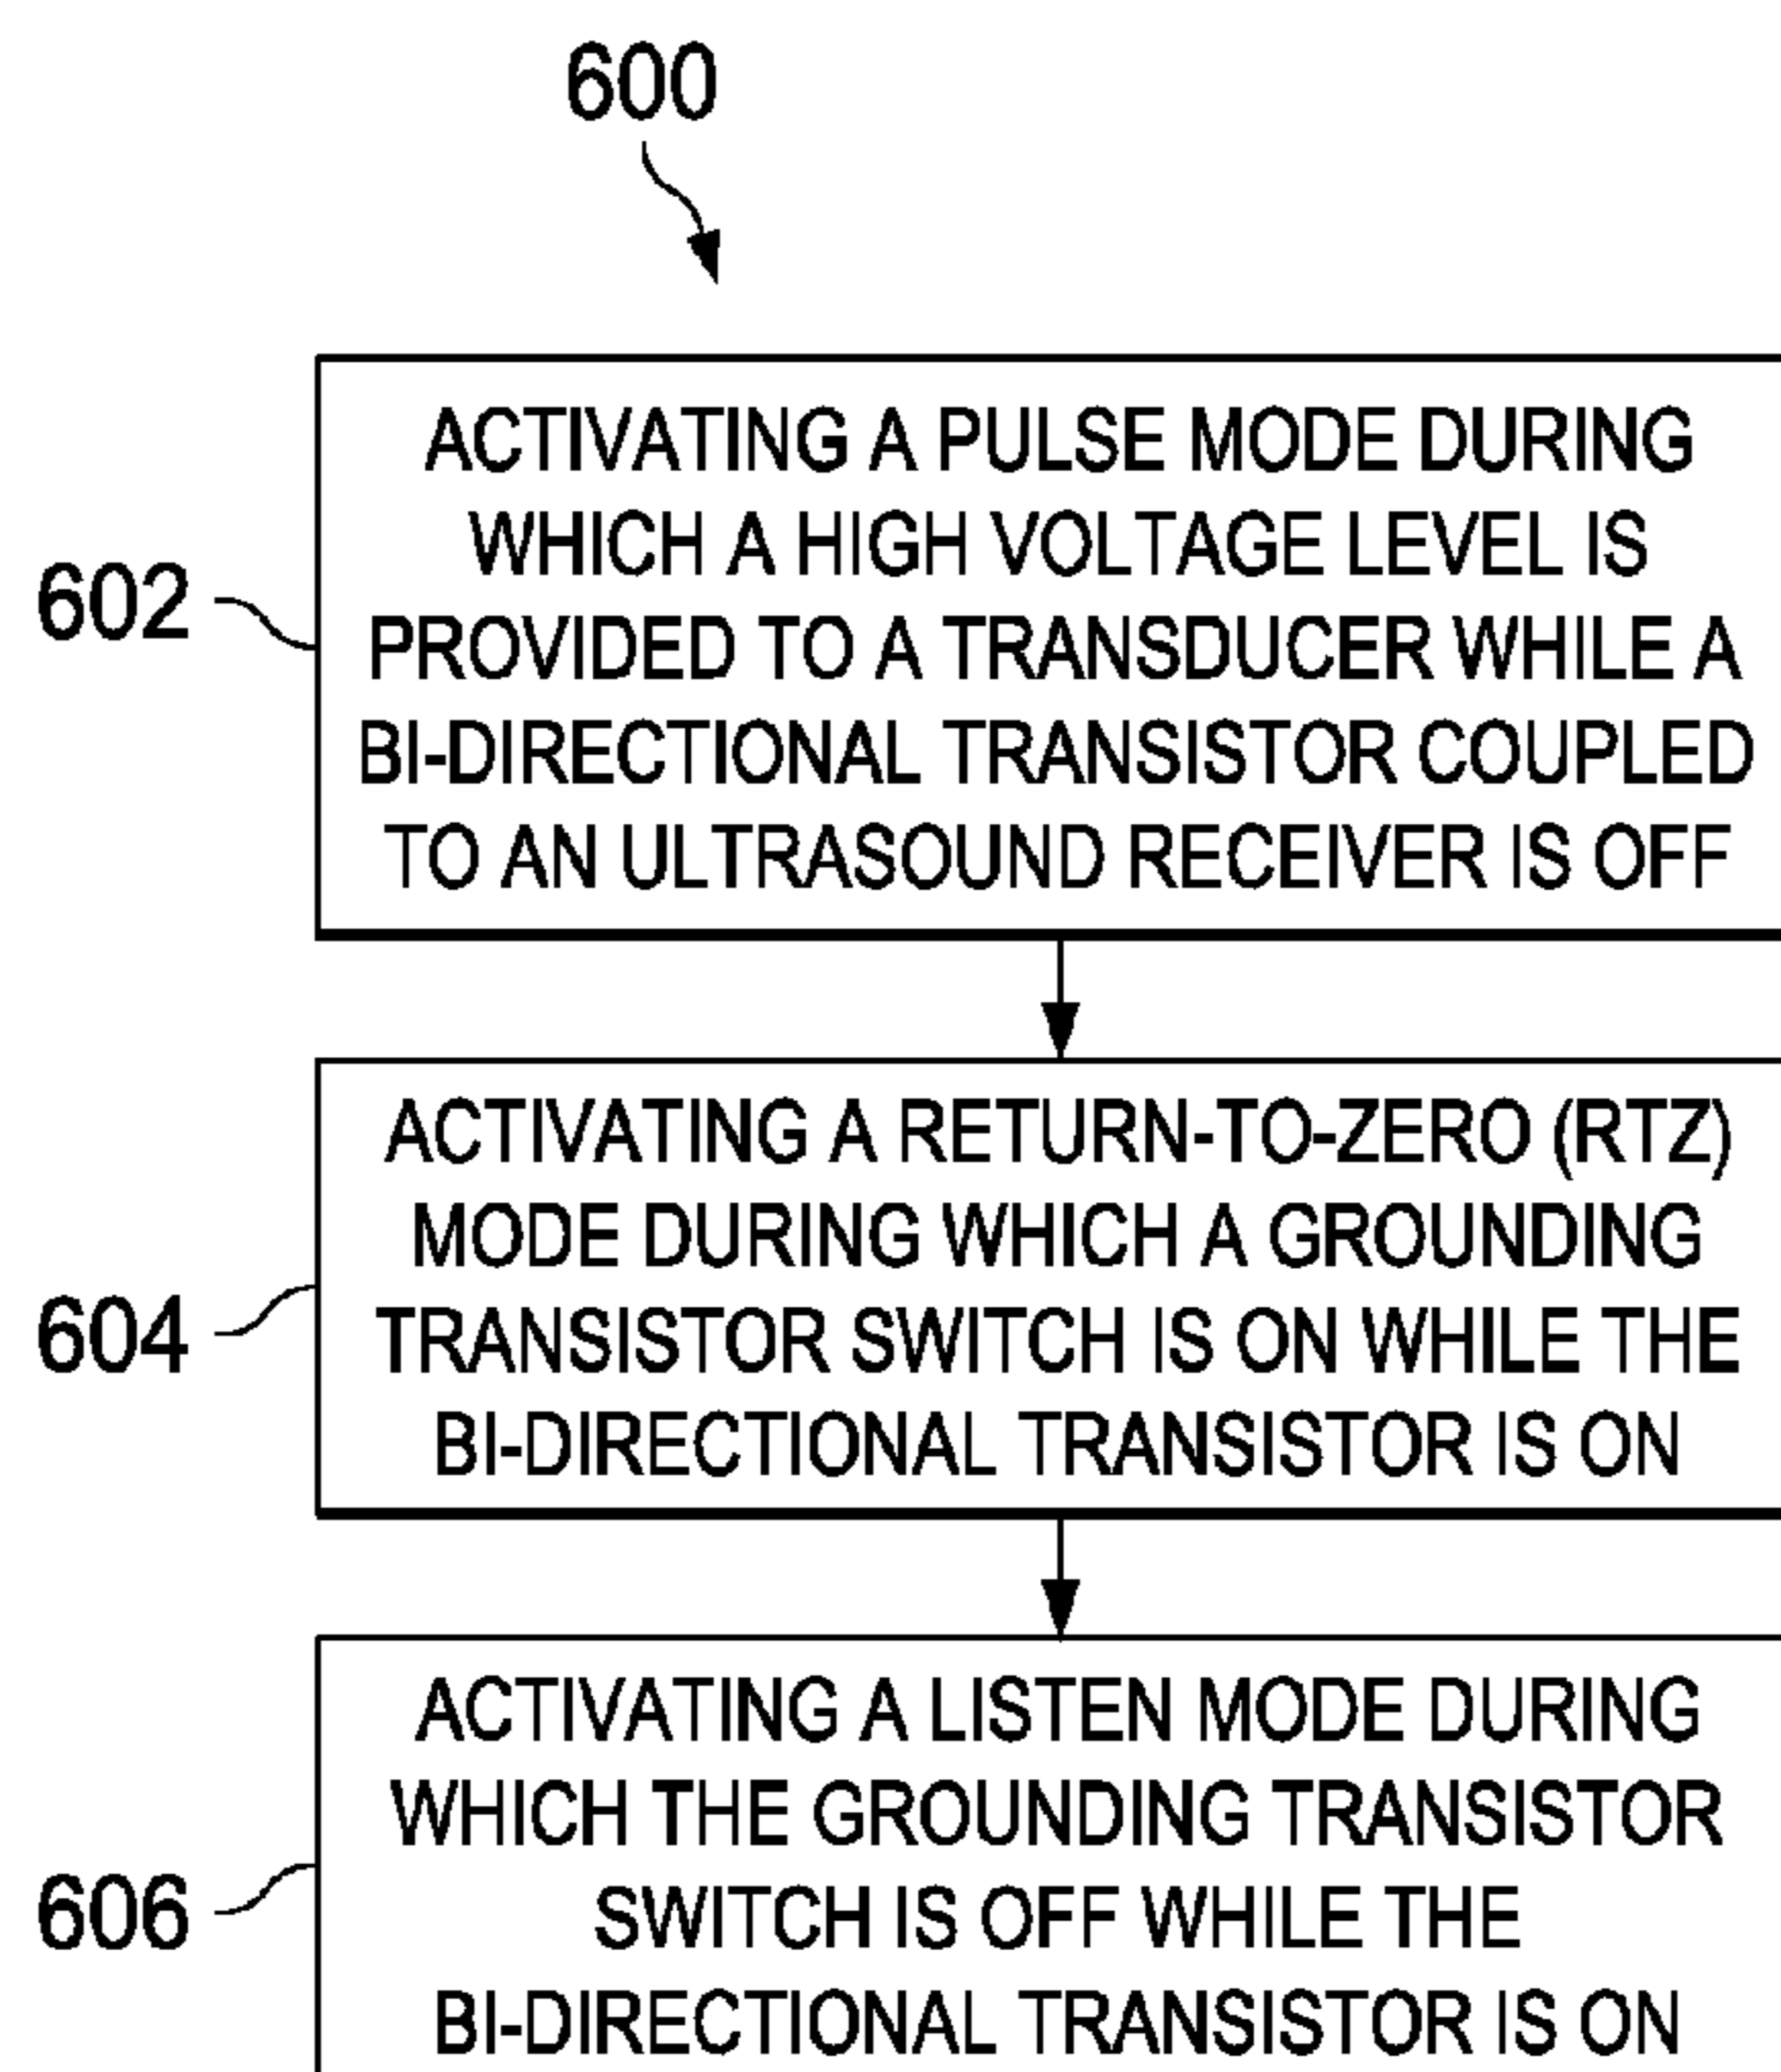 600
602
ACTIVATING A PULSE MODE DURING
WHICH A HIGH VOLTAGE LEVEL IS
PROVIDED TO A TRANSDUCER WHILE A
BI-DIRECTIONAL TRANSISTOR COUPLED
TO AN ULTRASOUND RECEIVER IS OFF
604
ACTIVATING A RETURN-TO-ZERO (RTZ)
MODE DURING WHICH A GROUNDING
TRANSISTOR SWITCH IS ON WHILE THE
BI-DIRECTIONAL TRANSISTOR IS ON
606
ACTIVATING A LISTEN MODE DURING
WHICH THE GROUNDING TRANSISTOR
SWITCH IS OFF WHILE THE
BI-DIRECTIONAL TRANSISTOR IS ON